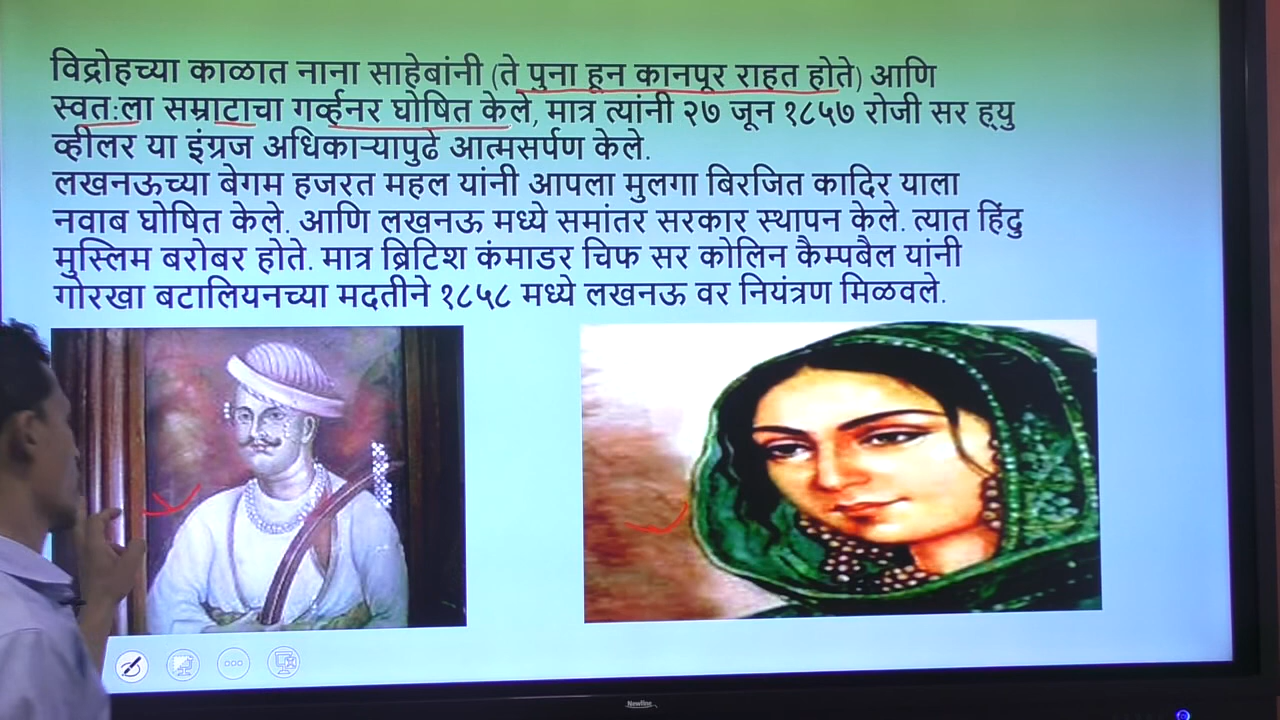 विद्रोहच्या काळात नाना साहेबांनी (ते पुना हून कानपूर राहत होते) आणि
स्वत:ला सम्राटाचा गर्व्हनर घोषित केले, मात्र त्यांनी २७ जून १८५७ रोजी सर ह्यु
व्हीलर या इंग्रज अधिकाऱ्यापुढे आत्मसर्पण केले.
लखनऊच्या बेगम हजरत महल यांनी आपला मुलगा बिरजित कादिर याला
नवाब घोषित केले. आणि लखनऊ मध्ये समांतर सरकार स्थापन केले. त्यात हिंदु
मुस्लिम बरोबर होते. मात्र ब्रिटिश कंमाडर चिफ सर कोलिन कैम्पबैल यांनी
गोरखा बटालियनच्या मदतीने १८५८ मध्ये लखनऊ वर नियंत्रण मिळवले.
Newline